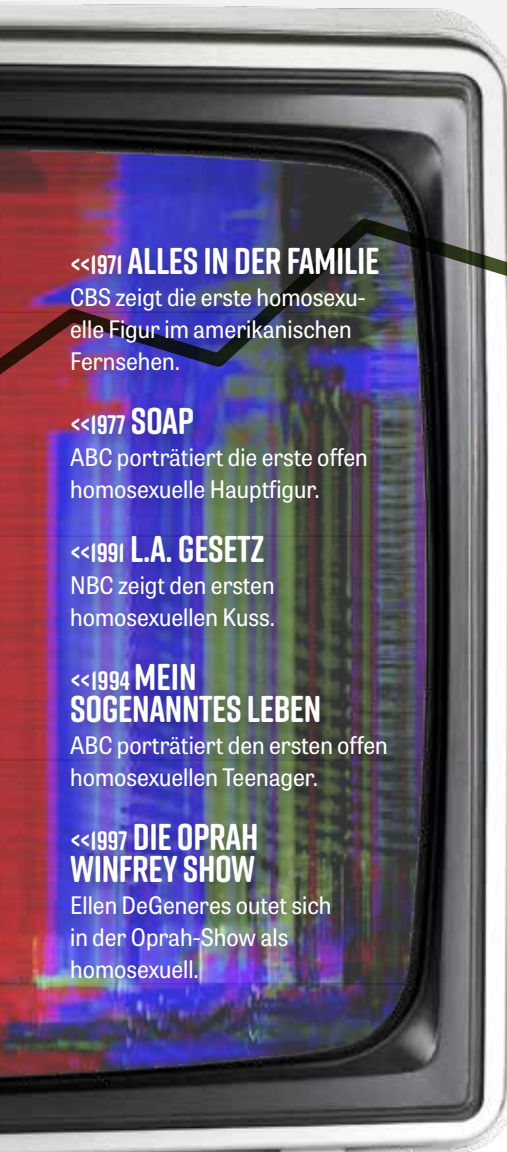 <<1971 ALLES IN DER FAMILIE
CBS zeigt die erste homosexu-
elle Figur im amerikanischen
Fernsehen.
<<1977 SOAP
ABC porträtiert die erste offen
homosexuelle Hauptfigur.
<<1991 L.A. GESETZ
NBC zeigt den ersten
homosexuellen Kuss.
<<1994 MEIN
SOGENANNTES LEBEN
ABC porträtiert den ersten offen
homosexuellen Teenager.
<<1997 DIE OPRAH
WINFREY SHOW
Ellen DeGeneres outet sich
in der Oprah-Show als
homosexuell.